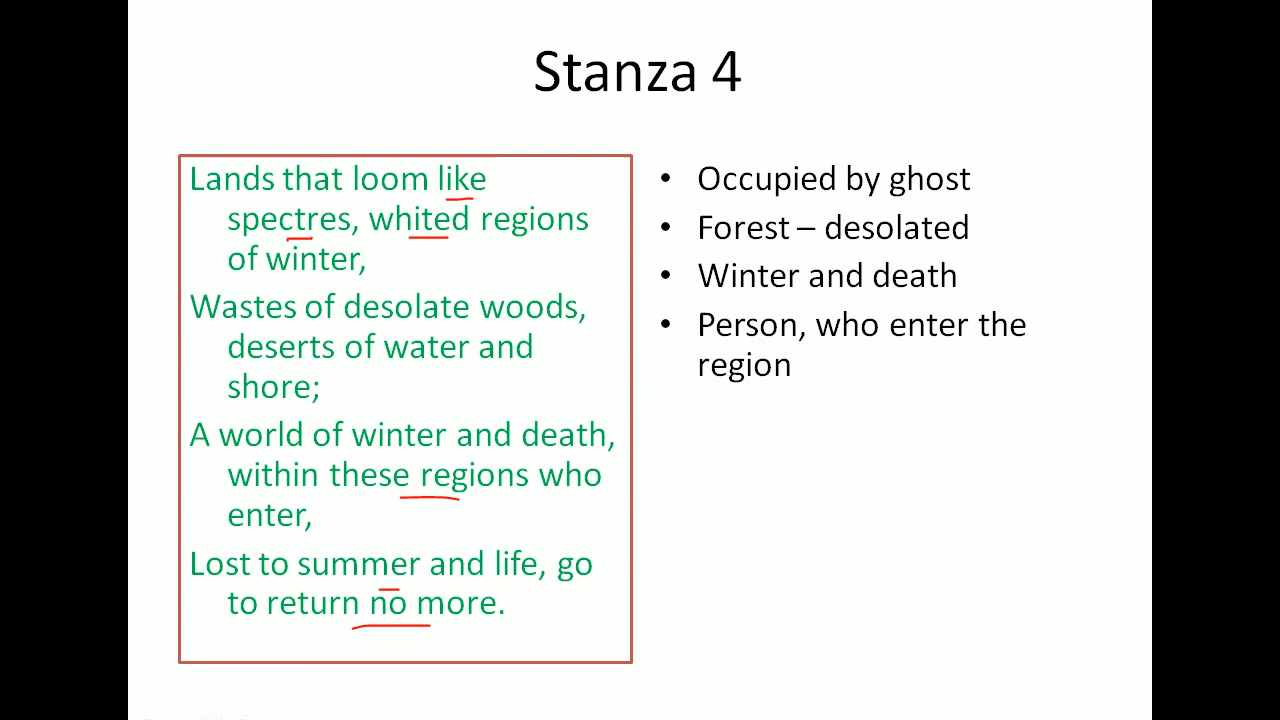 Stanza 4
Lands that loom like
spectres, whited regions
of winter,
Wastes of desolate woods,
deserts of water and
shore;
A world of winter and death,
within these regions who
enter,
Lost to summer and life, go
to return no more.
• Occupied by ghost
• Forest – desolated
• Winter and death
• Person, who enter the
region